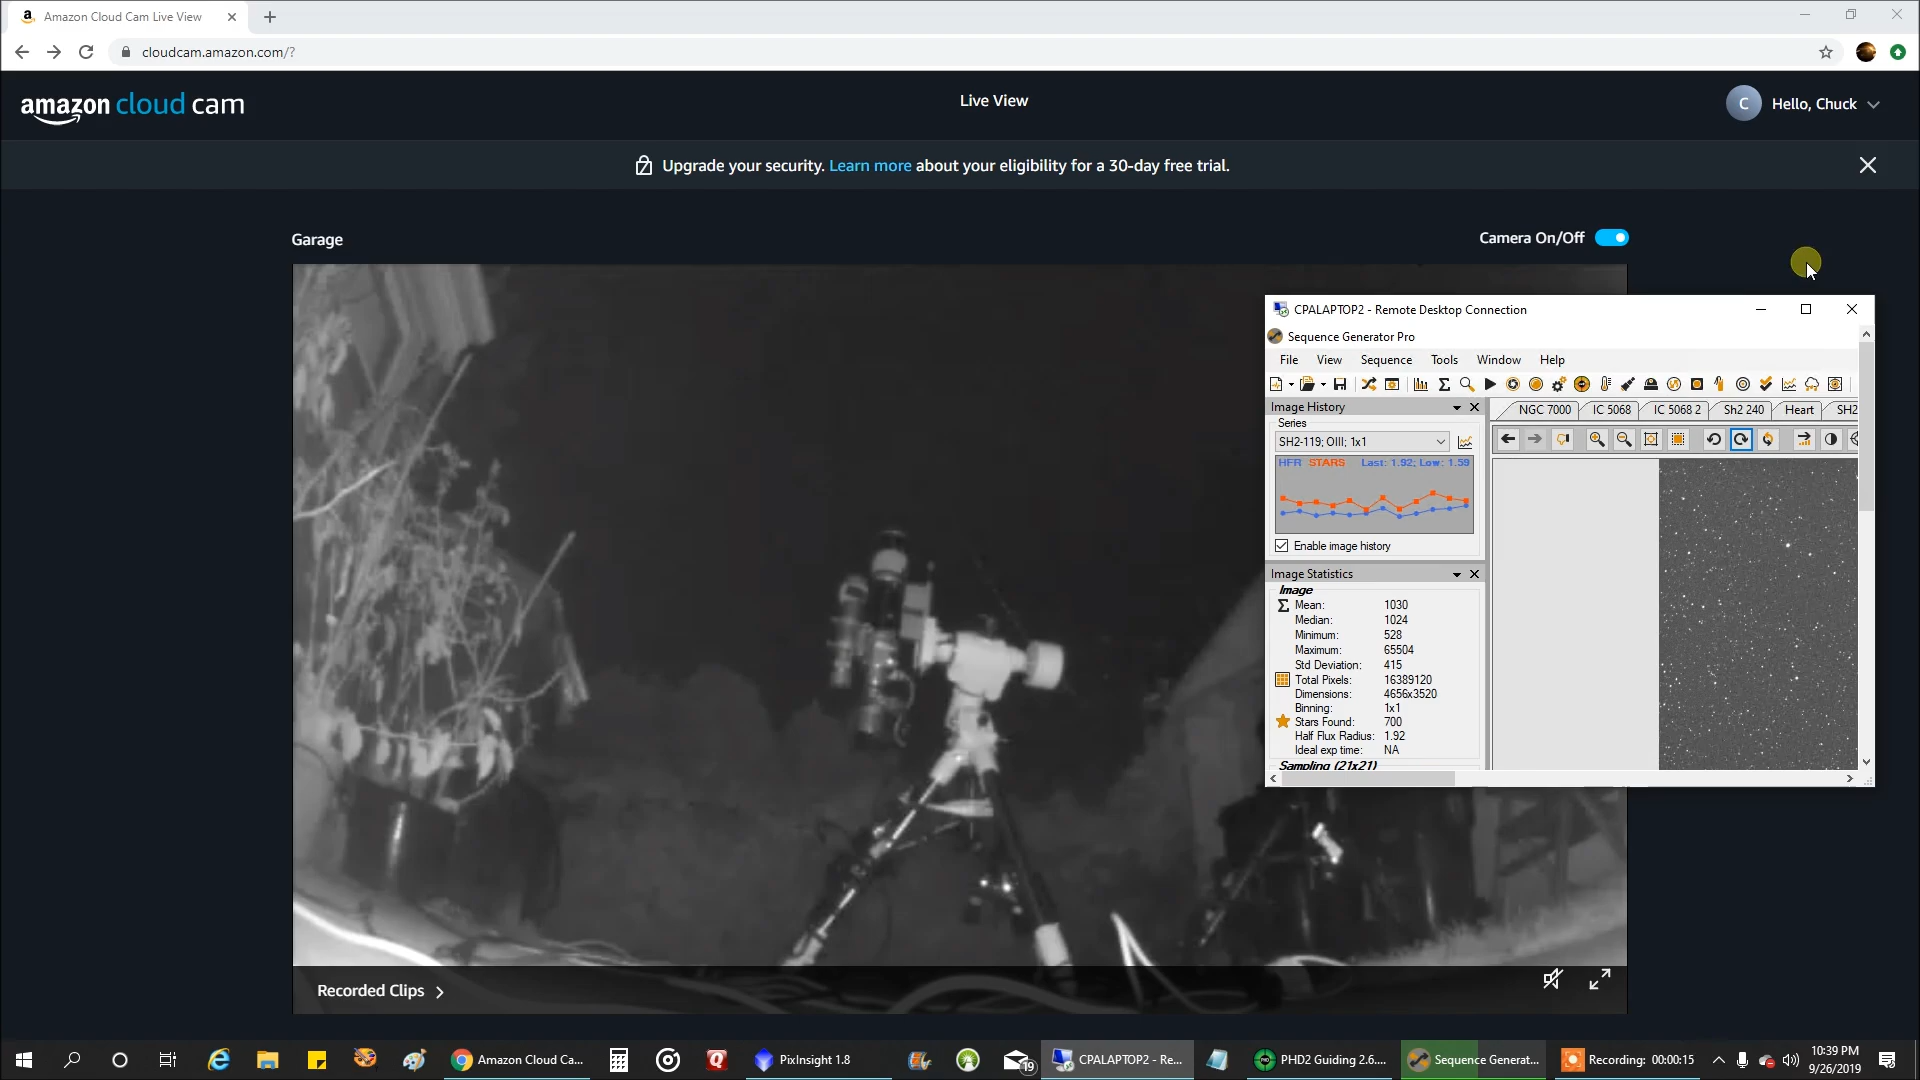 Amazon Cloud Cam Live View
cloudcam.amazon.com/?
amazon cloud cam
Live View
C Hello, Chuck
Upgrade your security. Learn more about your eligibility for a 30-day free trial.
Garage
Camera On/Off
CPALAPTOP2 - Remote Desktop Connection
Sequence Generator Pro
File View Sequence Tools Window Help
Image History
Series
SH2-119; OIII; 1x1
HFR STARS Last: 1.92; Low: 1.59
Enable image history
NGC 7000 IC 5068 IC 5068 2 Sh2 240 Heart SH2
Image Statistics
Image
Mean: 1030
Median: 1024
Minimum: 528
Maximum: 65504
Std Deviation: 415
Total Pixels: 16389120
Dimensions: 4656x3520
Binning: 1x1
Stars Found: 700
Half Flux Radius: 1.92
Ideal exp time: NA
Sampling (21x21)
Recorded Clips
Amazon Cloud Ca...
PixInsight 1.8
19
CPALAPTOP2 - Re...
PHD2 Guiding 2.6....
Sequence Generat...
Recording: 00:00:15
10:39 PM
9/26/2019